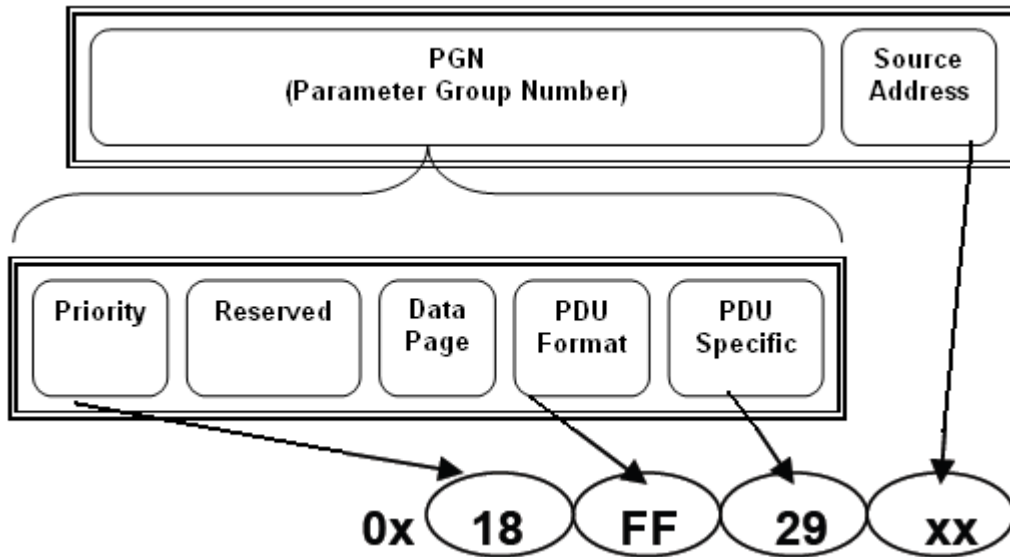 PGN
(Parameter Group Number)
Source
Address
Priority
Reserved
Data
Page
PDU
Format
PDU
Specific
0x 18 FF 29 xx